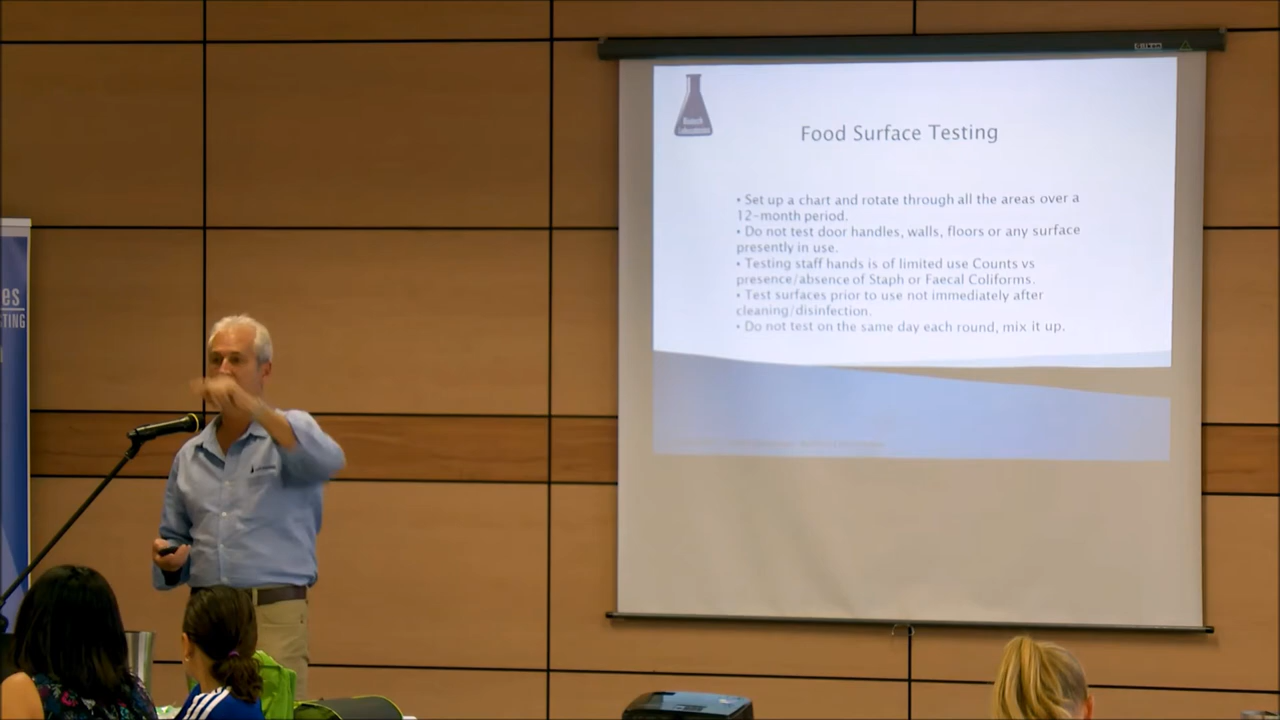 Food Surface Testing
• Set up a chart and rotate through all the areas over a
12-month period.
• Do not test door handles, walls, floors or any surface
presently in use.
• Testing staff hands is of limited use Counts vs
presence/absence of Staph or Faecal Coliforms.
• Test surfaces prior to use not immediately after
cleaning/disinfection.
• Do not test on the same day each round, mix it up.
es
STING